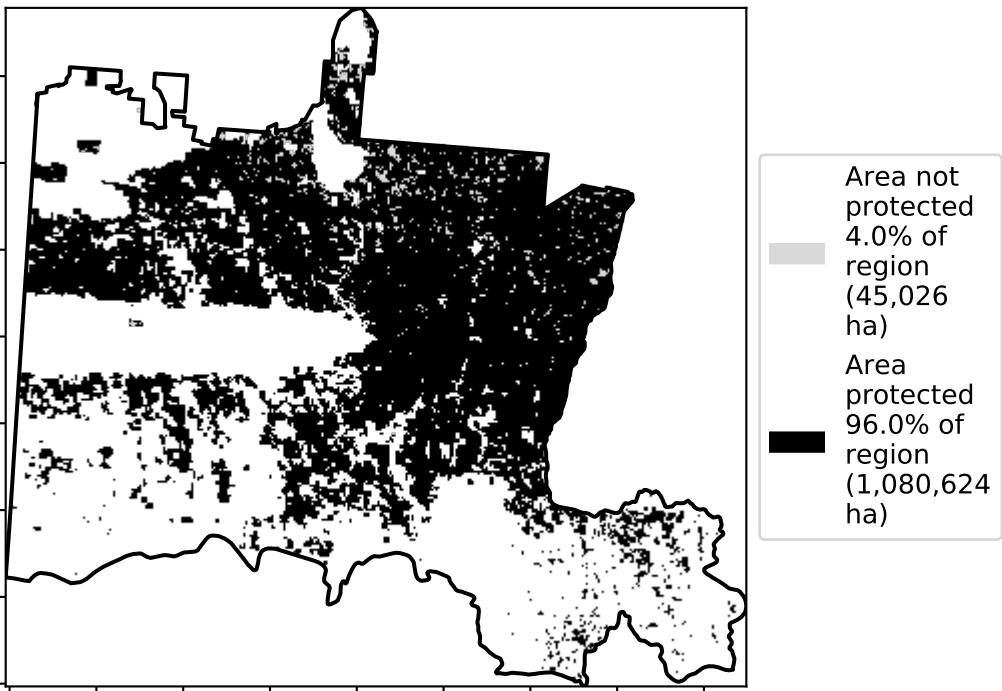 Area not
protected
4.0% of
region
(45,026
ha)
Area
protected
96.0% of
region
(1,080,624
ha)